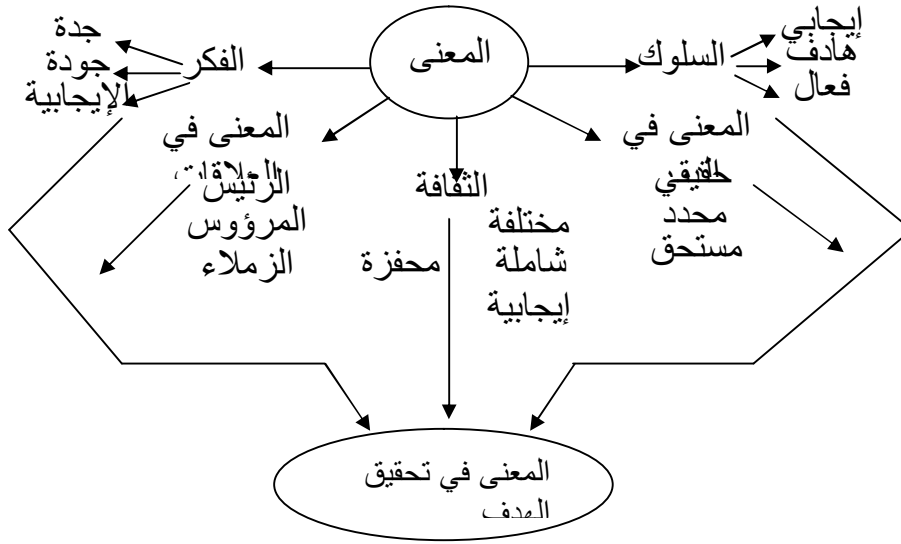 المعنى
السلوك
إيجابي
هادف
فعال
الفكر
جدة
جودة
الإيجابية
المعنى في
حقيقي
محدد
مستحق
الثقافة
مختلفة
شاملة
إيجابية
محفزة
المعنى في
العلاقات
الرئيس
المرؤوس
الزملاء
المعنى في تحقيق
الهدف